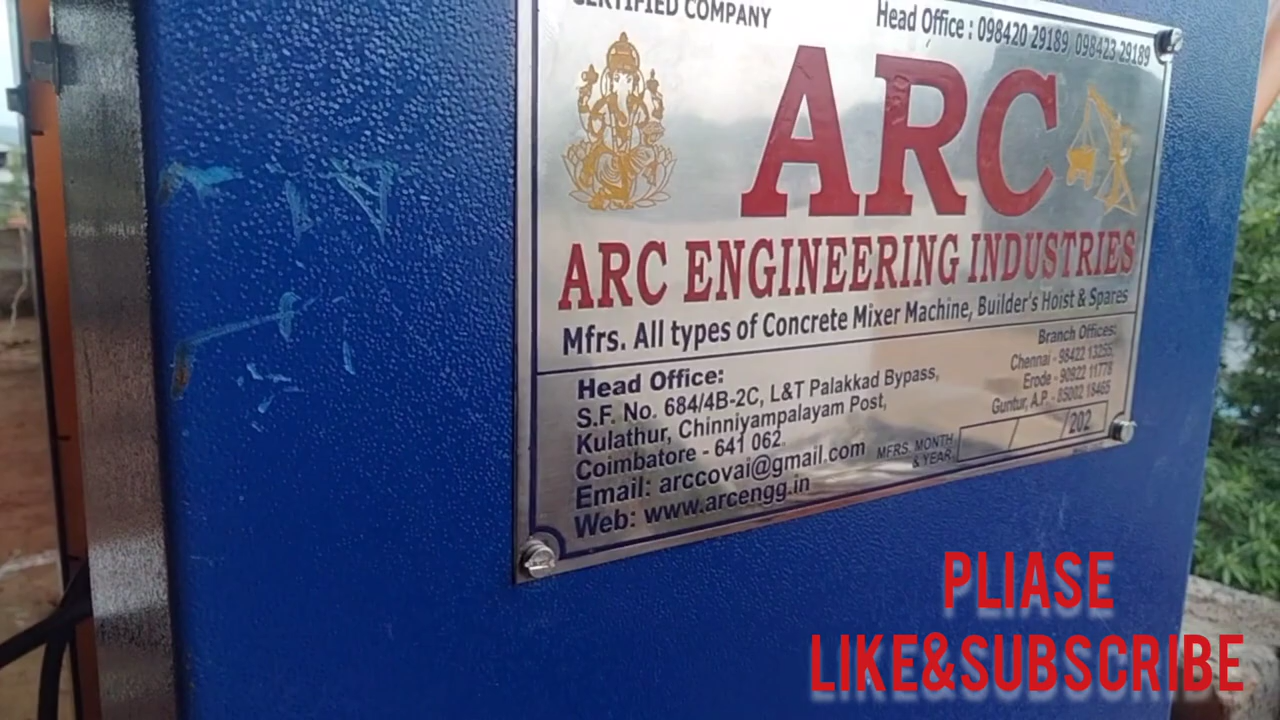 CERTIFIED COMPANY
Head Office : 098420 29189, 098423 29189
ARC
ARC ENGINEERING INDUSTRIES
Mfrs. All types of Concrete Mixer Machine, Builder's Hoist & Spares
Head Office:
S.F. No. 684/4B-2C, L&T Palakkad Bypass,
Kulathur, Chinniyampalayam Post,
Coimbatore - 641 062.
Email: arccovai@gmail.com
Web: www.arcengg.in
Branch Offices:
Chennai - 98422 13255,
Erode - 90922 11778
Guntur, A.P. - 85002 18465
MFRS. MONTH
& YEAR
/202
PLIASE
LIKE&SUBSCRIBE